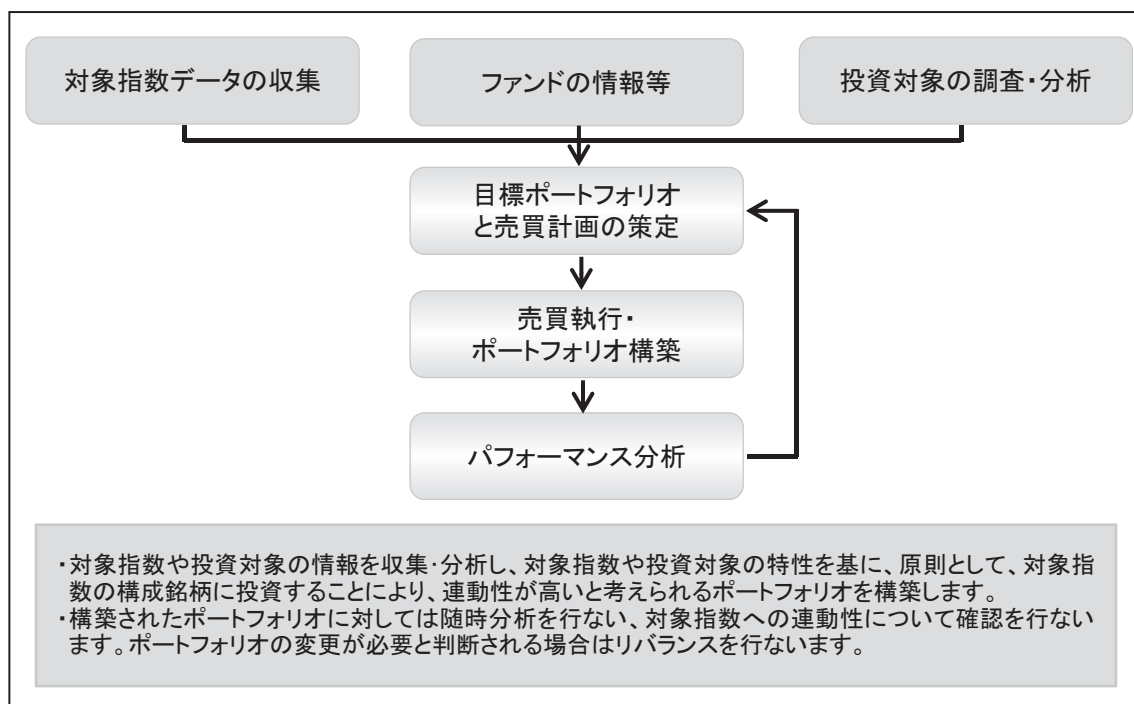 対象指数データの収集
ファンドの情報等
投資対象の調査・分析
目標ポートフォリオ
と売買計画の策定
売買執行・
ポートフォリオ構築
パフォーマンス分析
・対象指数や投資対象の情報を収集・分析し、対象指数や投資対象の特性を基に、原則として、対象指
数の構成銘柄に投資することにより、連動性が高いと考えられるポートフォリオを構築します。
・構築されたポートフォリオに対しては随時分析を行ない、対象指数への連動性について確認を行ない
ます。ポートフォリオの変更が必要と判断される場合はリバランスを行ないます。